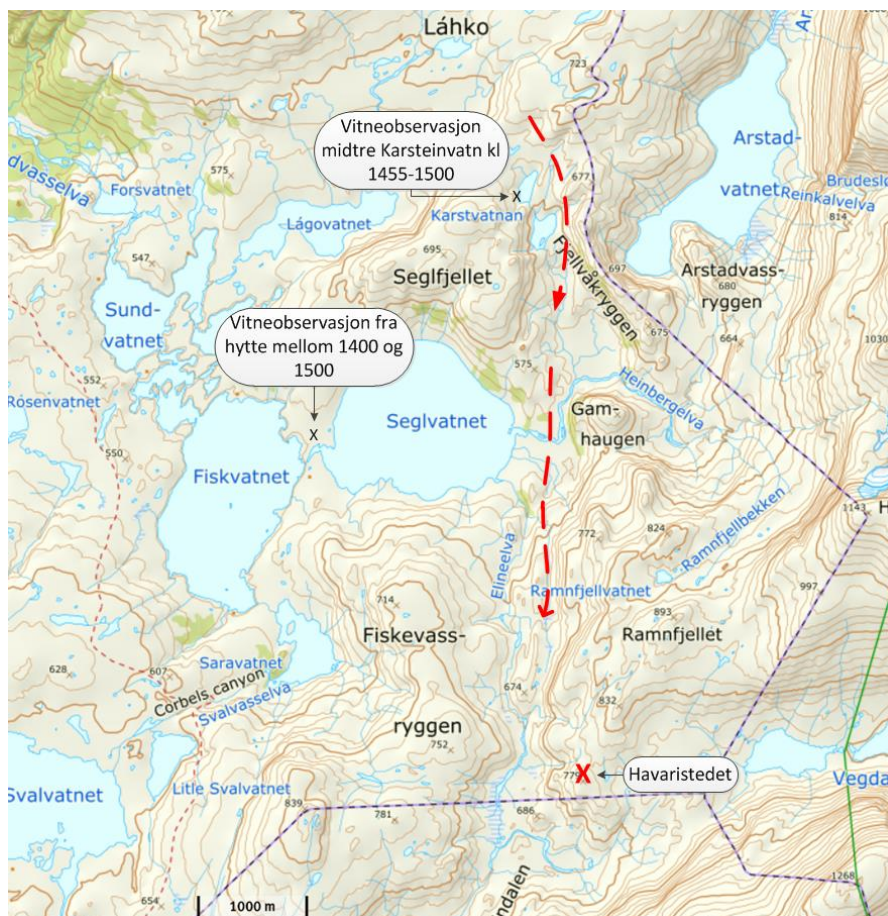 Láhko
723
Vitneobservasjon
midtre Karsteinvatn kl
1455-1500
X
Arstad-
vatnet
Brudesl
Reinkalvelva
814
dvasselva
575
Forsvatnet
677
Lágovatnet
Karstvatnan
547
695
Seglfjellet
Fjellvåkryggen
697
Arstadvass-
680
ryggen
Sund-
vatnet
Vitneobservasjon fra
hytte mellom 1400 og
1500
675
664
1030
575
552
Rosenvatnet
Heinbergelva
X
Seglvatnet
Gam-
haugen
550
Fiskvatnet
1143
H
772
824
Ramnfjellbekken
Elineelva
Ramnfjellvatnet
997
714
893
Fiskevass-
Ramnfjellet
628
607
Saravatnet
Corbels canyon
Svalvasselva
674
832
ryggen
752
779
X
Havaristedet
Vegda
Svalvatnet
Litle Svalvatnet
839
781
686
654
1000 m
ndalen
1268